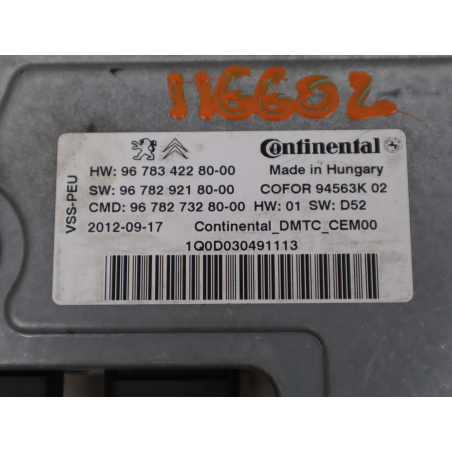 116602
Continental
HW: 96 783 422 80-00 Made in Hungary
SW: 96 782 921 80-00 COFOR 94563K 02
CMD: 96 782 732 80-00 HW: 01 SW: D52
2012-09-17 Continental_DMTC_CEM00
1Q0D030491113
VSS-PEU